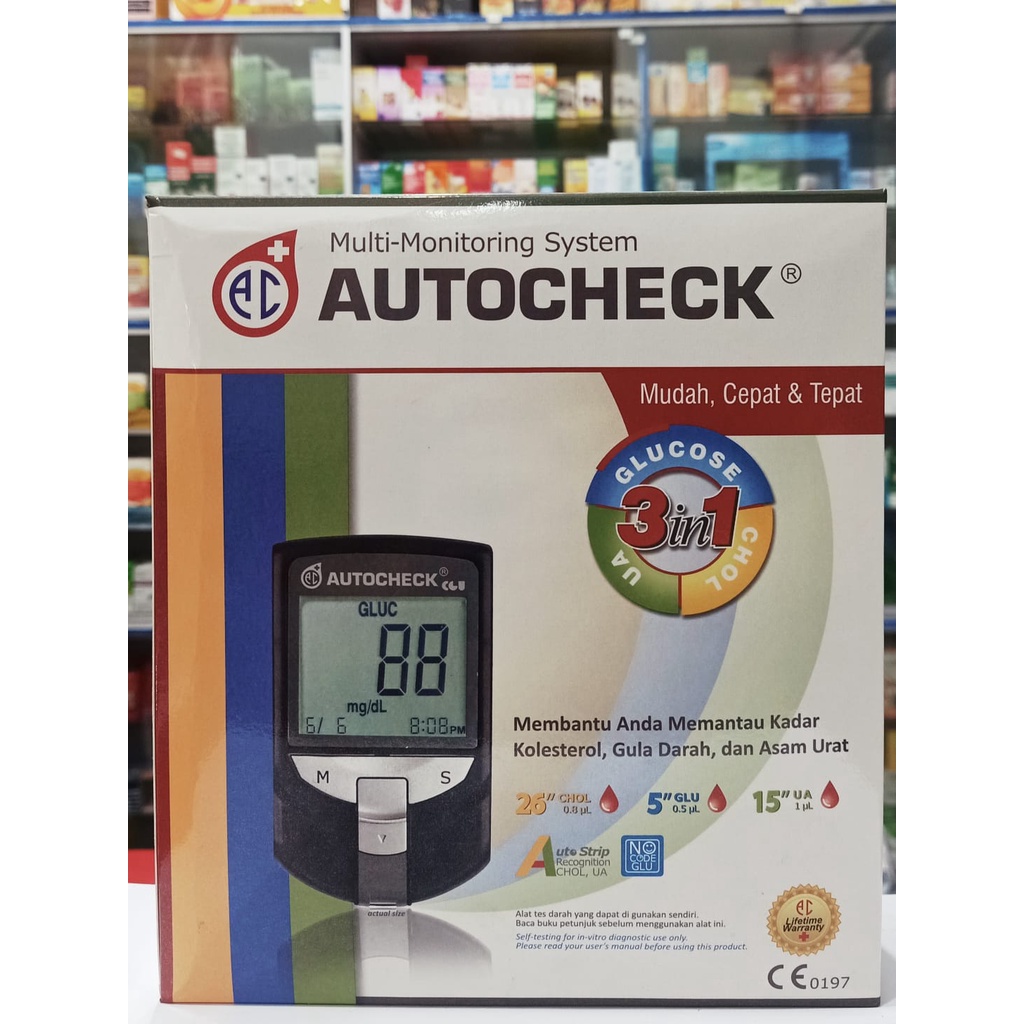 Multi-Monitoring System
AC AUTOCHECK®
Mudah, Cepat & Tepat
GLUCOSE
3in1
UA CHOL
AC AUTOCHECK® CGU
GLUC
88
mg/dL
6/ 6 8:08PM
M S
actual size
Membantu Anda Memantau Kadar
Kolesterol, Gula Darah, dan Asam Urat
26” CHOL 0.8 µL 5” GLU 0.5 µL 15” UA 1 µL
Auto Strip
Recognition
CHOL, UA
NO
CODE
GLU
Alat tes darah yang dapat di gunakan sendiri.
Baca buku petunjuk sebelum menggunakan alat ini.
Self-testing for in-vitro diagnostic use only.
Please read your user's manual before using this product.
AC
Lifetime
Warranty
CE 0197